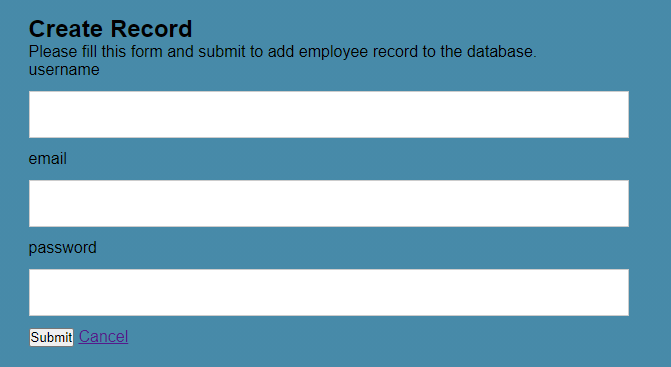 Create Record
Please fill this form and submit to add employee record to the database.
username
email
password
Submit Cancel